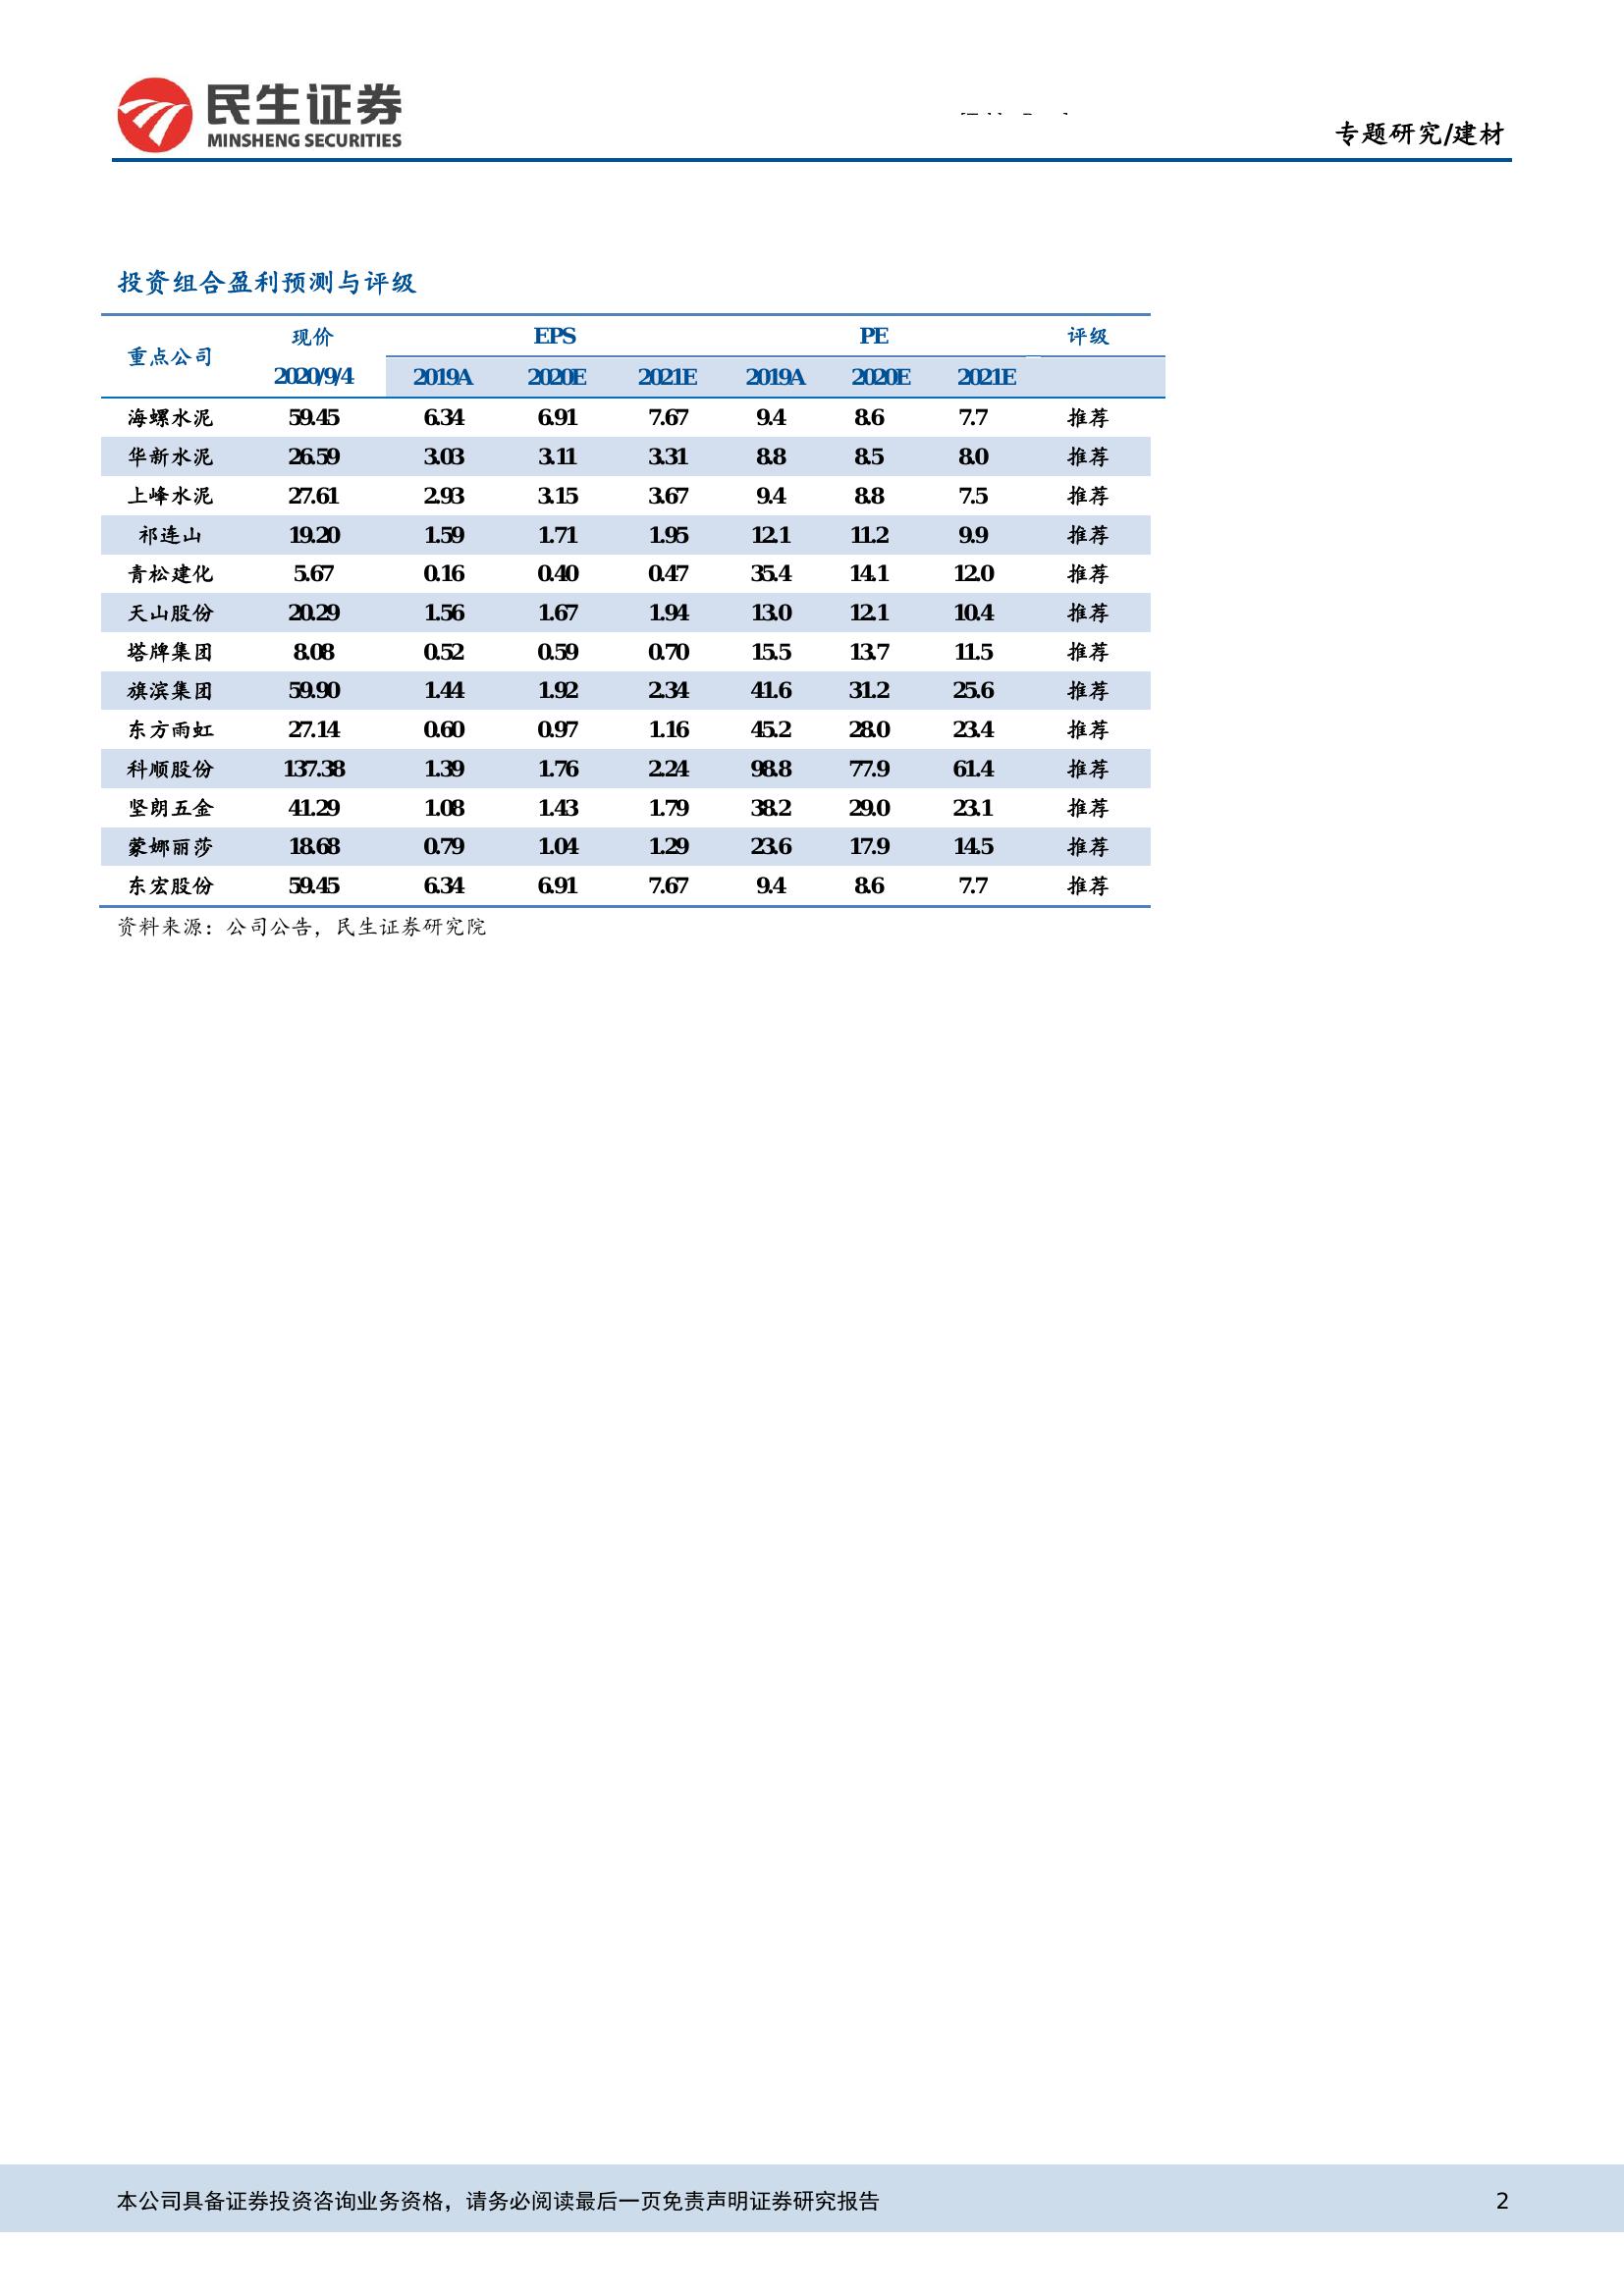 民生证券
MINSHENG SECURITIES
专题研究/建材
投资组合盈利预测与评级
重点公司 现价 EPS PE 评级
2020/9/4 2019A 2020E 2021E 2019A 2020E 2021E
海螺水泥 59.45 6.34 6.91 7.67 9.4 8.6 7.7 推荐
华新水泥 26.59 3.03 3.11 3.31 8.8 8.5 8.0 推荐
上峰水泥 27.61 2.93 3.15 3.67 9.4 8.8 7.5 推荐
祁连山 19.20 1.59 1.71 1.95 12.1 11.2 9.9 推荐
青松建化 5.67 0.16 0.40 0.47 35.4 14.1 12.0 推荐
天山股份 20.29 1.56 1.67 1.94 13.0 12.1 10.4 推荐
塔牌集团 8.08 0.52 0.59 0.70 15.5 13.7 11.5 推荐
旗滨集团 59.90 1.44 1.92 2.34 41.6 31.2 25.6 推荐
东方雨虹 27.14 0.60 0.97 1.16 45.2 28.0 23.4 推荐
科顺股份 137.38 1.39 1.76 2.24 98.8 77.9 61.4 推荐
坚朗五金 41.29 1.08 1.43 1.79 38.2 29.0 23.1 推荐
蒙娜丽莎 18.68 0.79 1.04 1.29 23.6 17.9 14.5 推荐
东宏股份 59.45 6.34 6.91 7.67 9.4 8.6 7.7 推荐
资料来源：公司公告，民生证券研究院
本公司具备证券投资咨询业务资格，请务必阅读最后一页免责声明证券研究报告 2